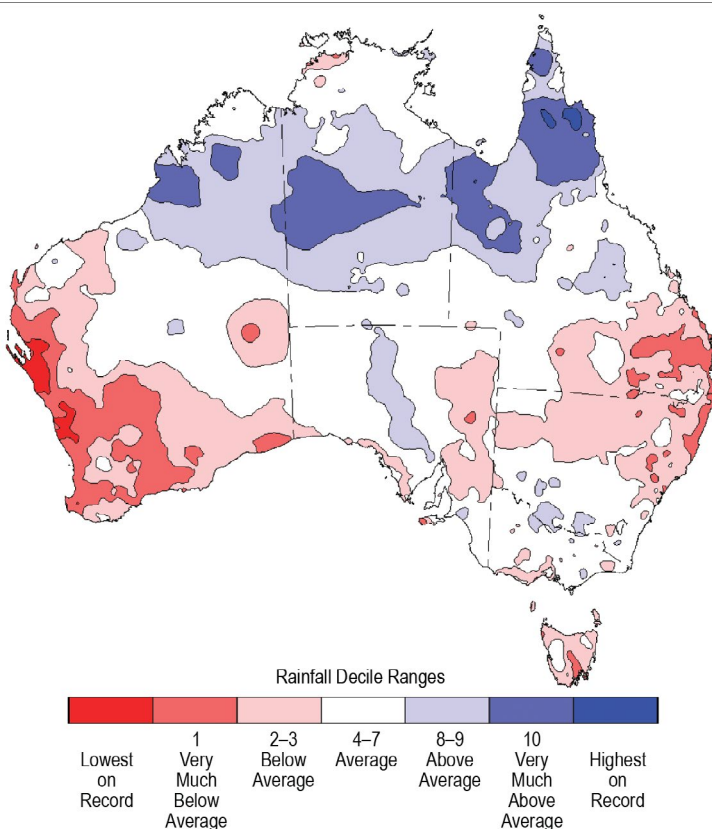 Rainfall Decile Ranges
Lowest
on
Record
1
Very
Much
Below
Average
2–3
Below
Average
4–7
Average
8–9
Above
Average
10
Very
Much
Above
Average
Highest
on
Record